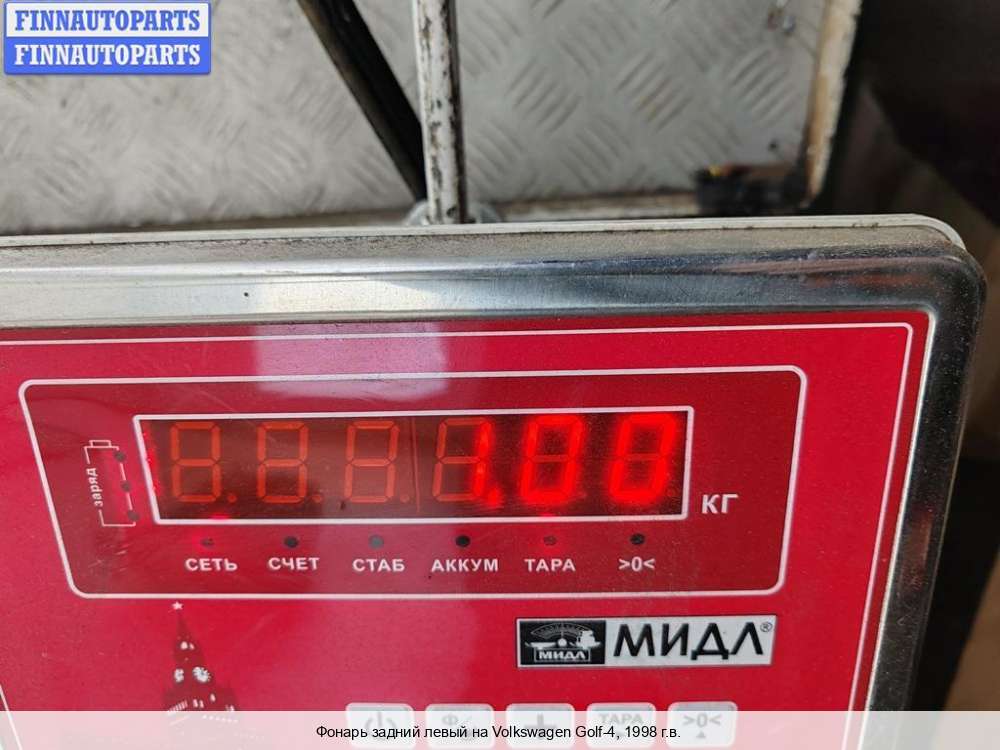 FINNAUTOPARTS
FINNAUTOPARTS
заряд
1.00
КГ
СЕТЬ СЧЕТ СТАБ АККУМ ТАРА >0<
МИДЛ МИДЛ®
ТАРА >0<
Фонарь задний левый на Volkswagen Golf-4, 1998 г.в.